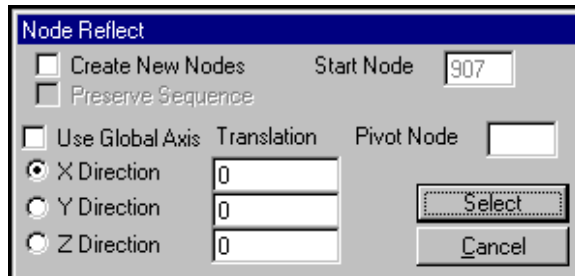 Node Reflect
Create New Nodes Start Node 907
Preserve Sequence
Use Global Axis Translation Pivot Node
X Direction 0
Y Direction 0 Select
Z Direction 0 Cancel